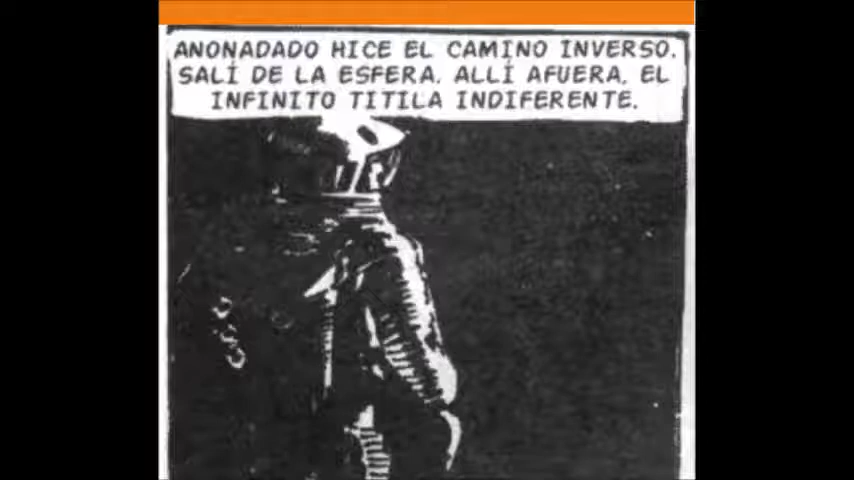 ANONADADO HICE EL CAMINO INVERSO.
SALÍ DE LA ESFERA. ALLÍ AFUERA, EL
INFINITO TITILA INDIFERENTE.